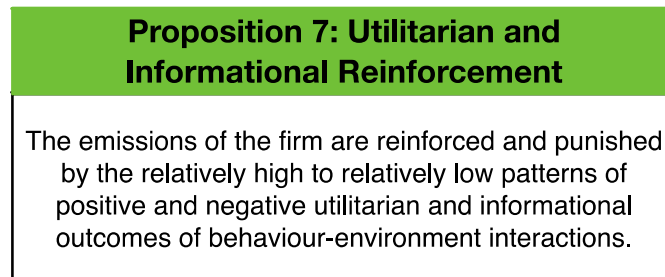 Proposition 7: Utilitarian and
Informational Reinforcement
The emissions of the firm are reinforced and punished
by the relatively high to relatively low patterns of
positive and negative utilitarian and informational
outcomes of behaviour-environment interactions.